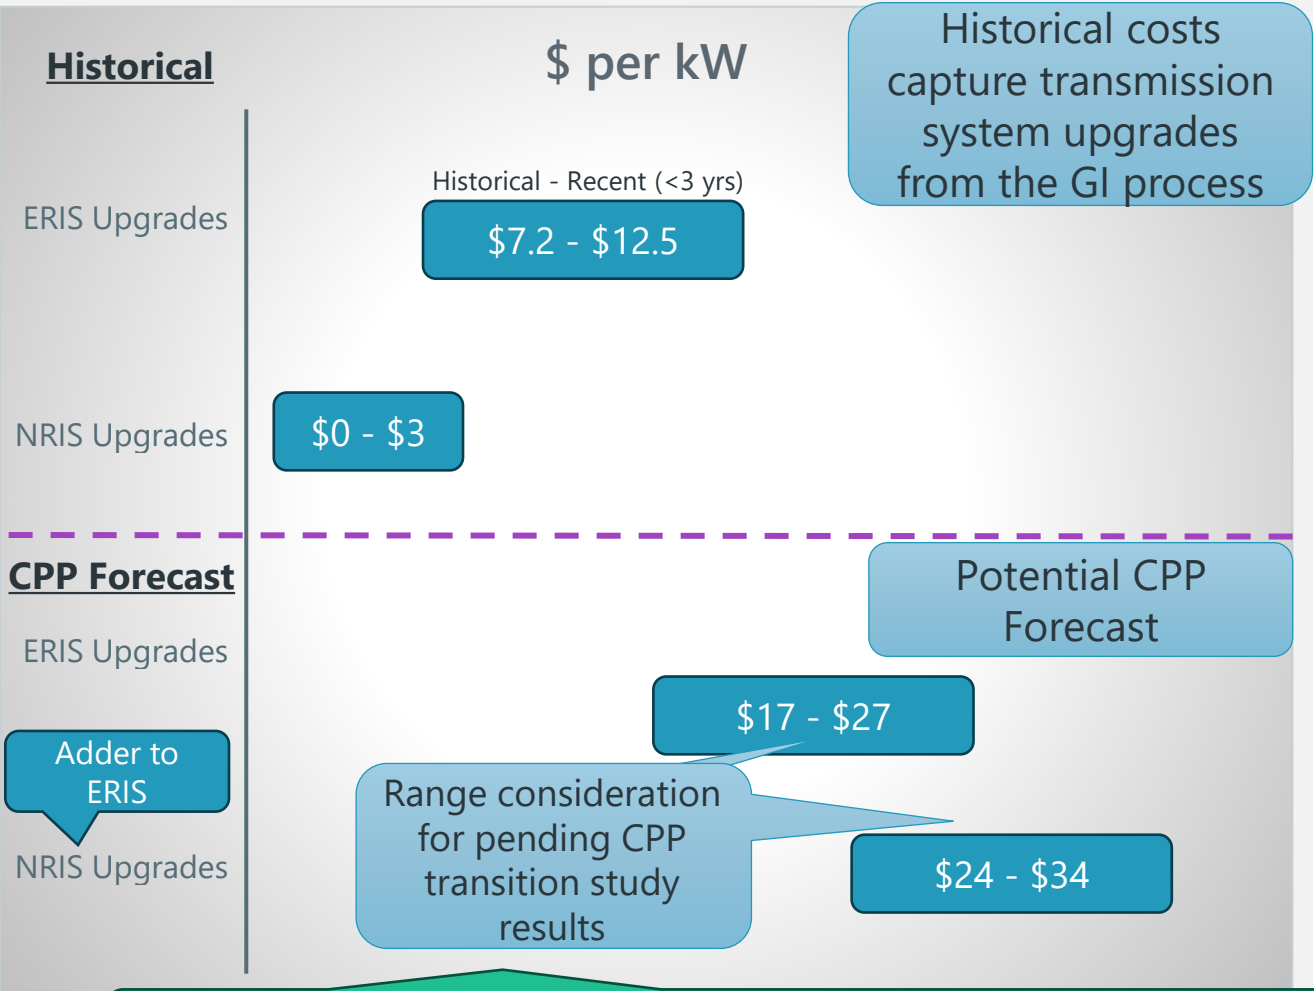 Historical
$ per kW
Historical costs
capture transmission
system upgrades
from the GI process
Historical - Recent (<3 yrs)
ERIS Upgrades
$7.2 - $12.5
NRIS Upgrades
$0 - $3
CPP Forecast
Potential CPP
Forecast
ERIS Upgrades
$17 - $27
Adder to
ERIS
Range consideration
for pending CPP
transition study
results
NRIS Upgrades
$24 - $34